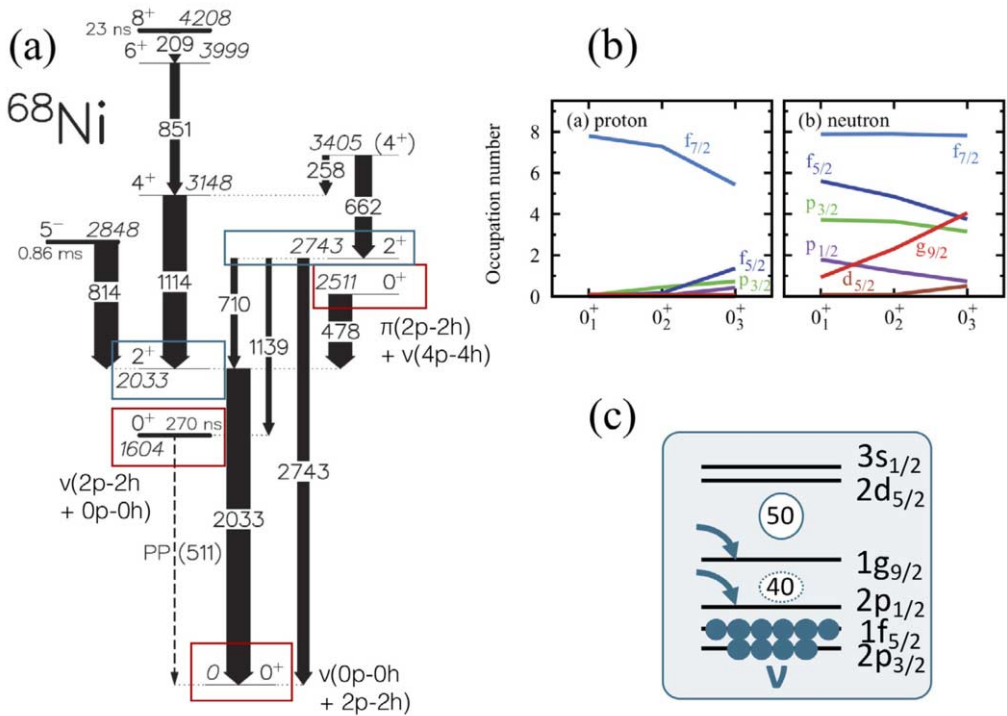 (a)
⁶⁸Ni
8⁺ 4208
23 ns
209
6⁺ 3999
851
3405 (4⁺)
258
4⁺ 3148
662
5⁻ 2848
0.86 ms
2743 2⁺
2511 0⁺
814
1114
710
478
1139
π(2p-2h)
+ ν(4p-4h)
2⁺
2033
0⁺ 270 ns
1604
ν(2p-2h
+ 0p-0h)
2743
2033
PP (511)
0 0⁺
ν(0p-0h
+ 2p-2h)
(b)
Occupation number
8
6
4
2
0
(a) proton
f₇/₂
f₅/₂
p₃/₂
0⁺₁ 0⁺₂ 0⁺₃
(b) neutron
f₇/₂
f₅/₂
p₃/₂
g₉/₂
p₁/₂
d₅/₂
0⁺₁ 0⁺₂ 0⁺₃
(c)
3s₁/₂
2d₅/₂
50
1g₉/₂
40
2p₁/₂
1f₅/₂
2p₃/₂
ν